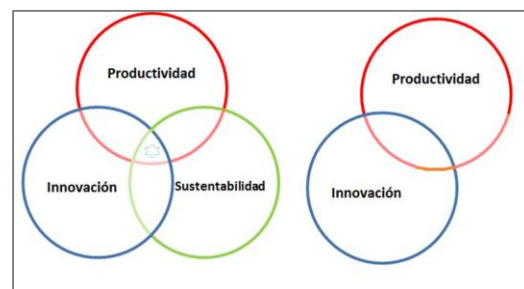 Productividad
Innovación
Sustentabilidad
Productividad
Innovación